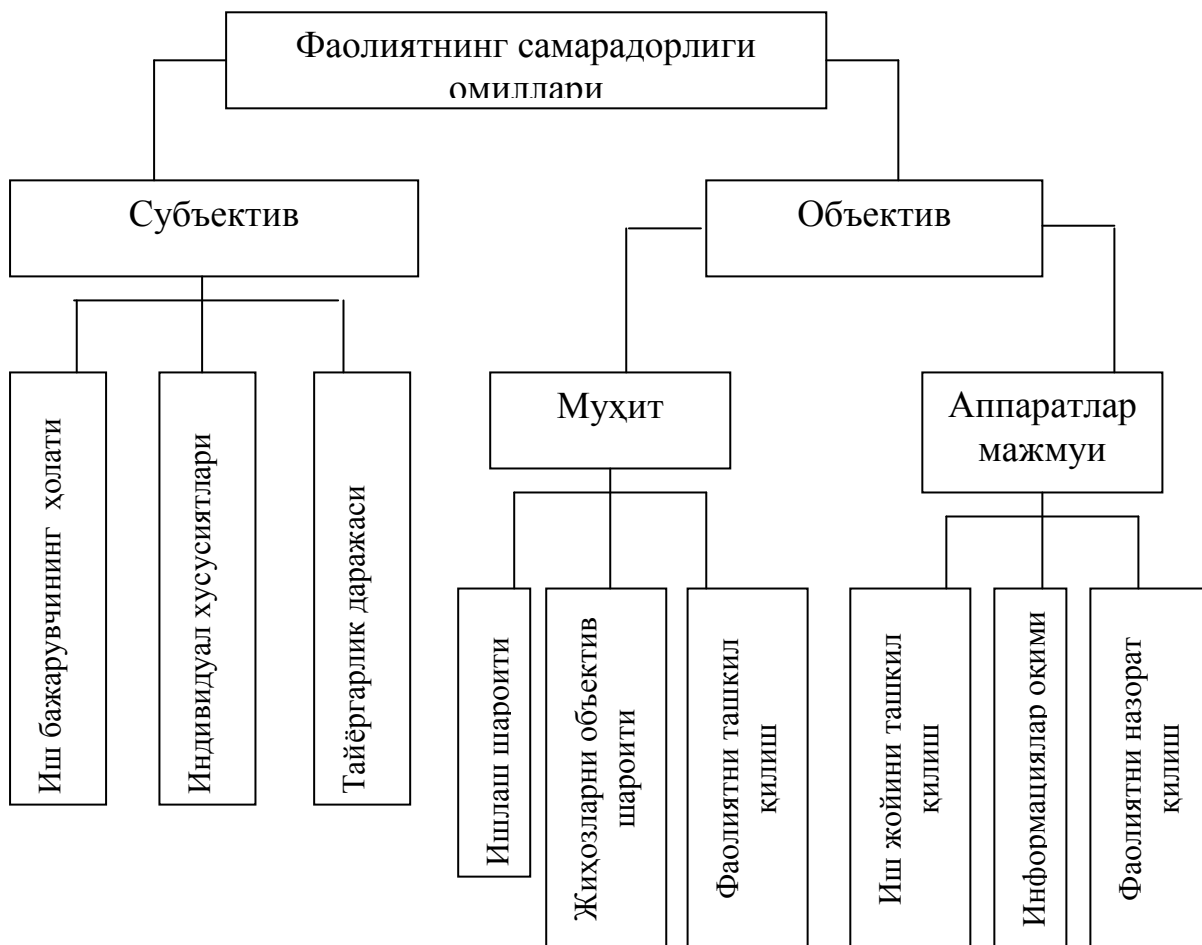 Фаолиятнинг самарадорлиги
омиллари
Субъектив
Объектив
Иш бажарувчининг ҳолати
Индивидуал хусусиятлари
Тайёргарлик даражаси
Муҳит
Аппаратлар
мажмуи
Ишлаш шароити
Жиҳозларни объектив
шароити
Фаолиятни ташкил
қилиш
Иш жойини ташкил
қилиш
Информациялар оқими
Фаолиятни назорат
қилиш